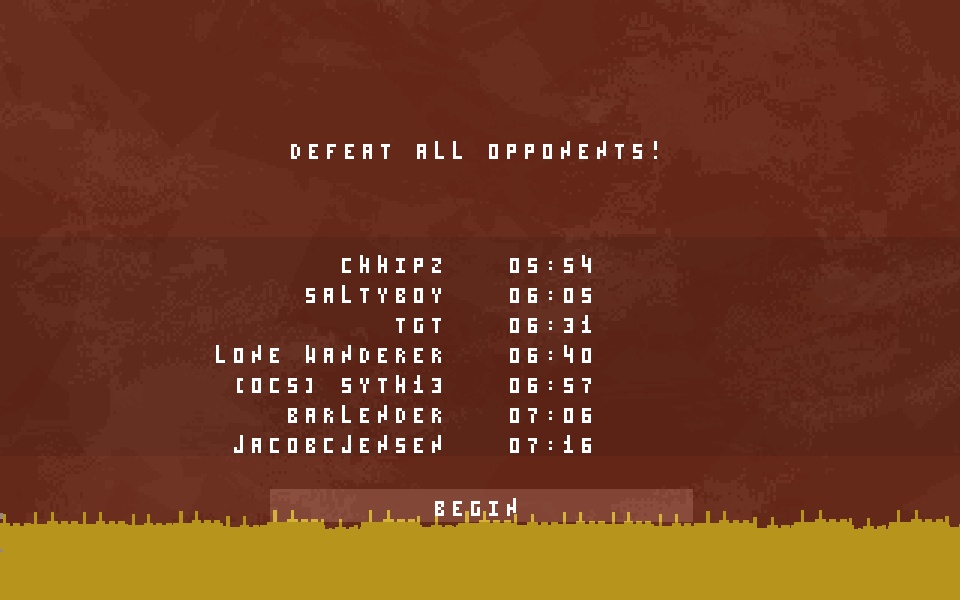 DEFEAT ALL OPPONENTS!
CHHIPZ 05:54
SALTYBOY 06:05
TGT 06:31
LONE WANDERER 06:40
[OCS] SYTH13 06:57
BARLENDER 07:06
JACOBCJENSEN 07:16
BEGIN